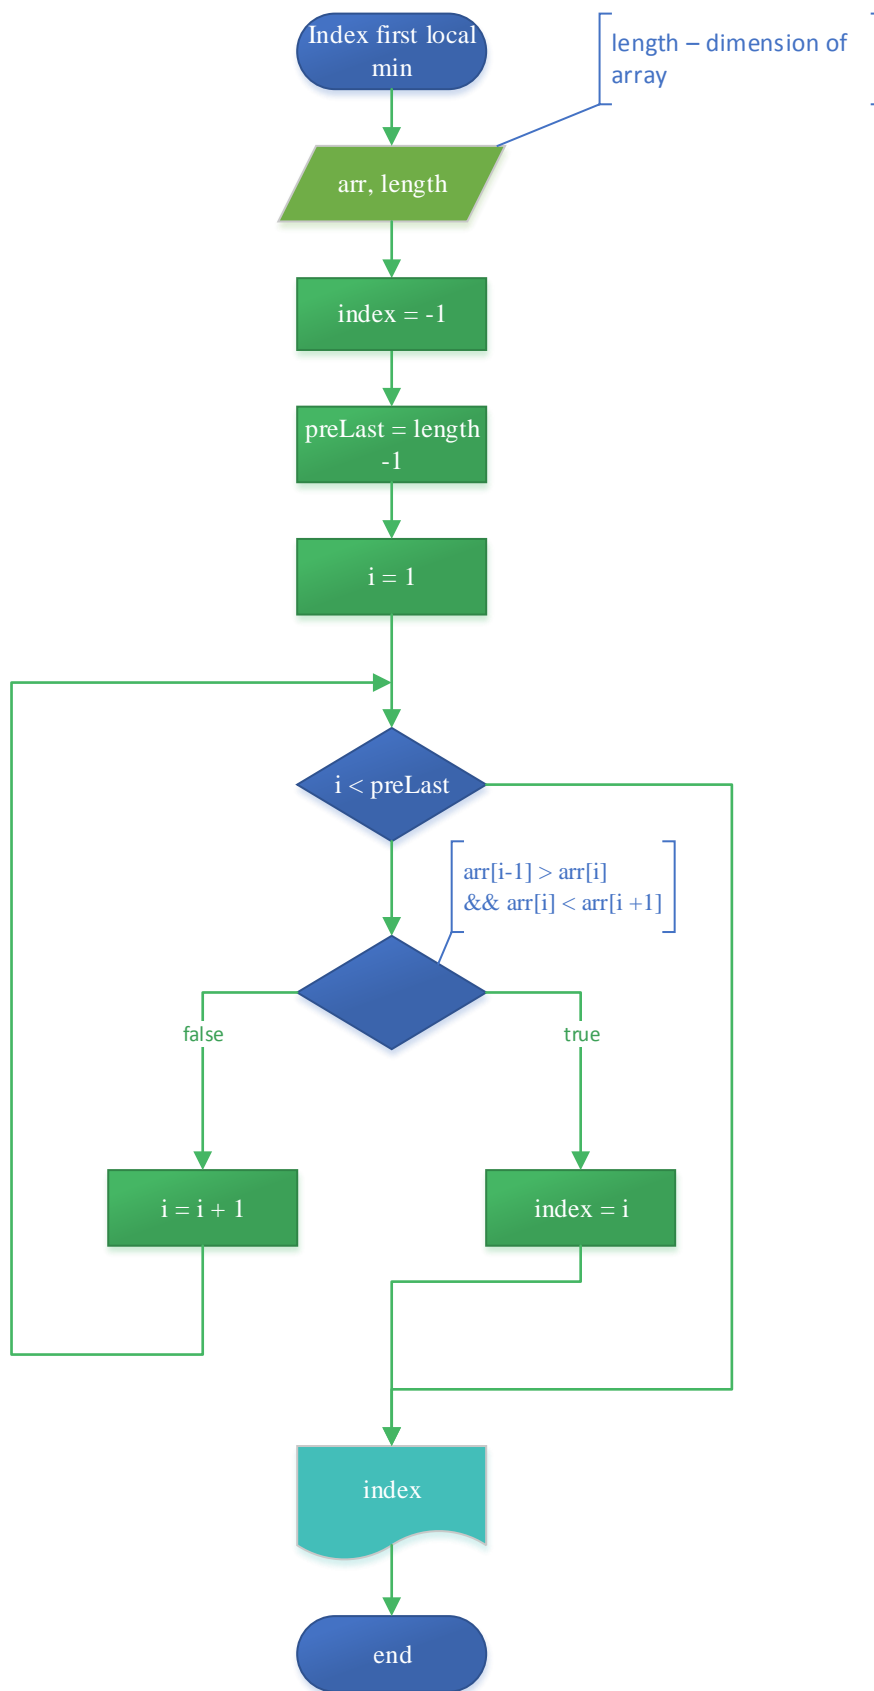 Index first local
min
length – dimension of
array
arr, length
index = -1
preLast = length
-1
i = 1
i < preLast
arr[i-1] > arr[i]
&& arr[i] < arr[i +1]
false
true
i = i + 1
index = i
index
end